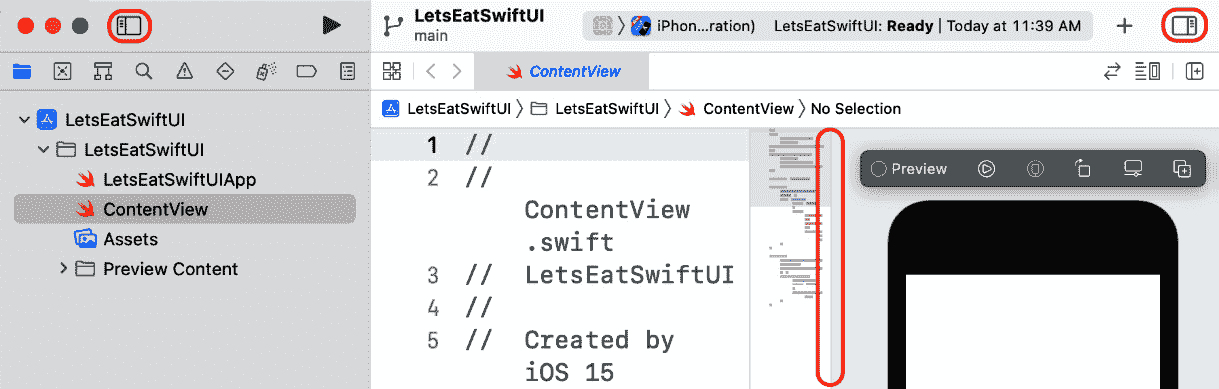 LetsEatSwiftUI
main
iPhon...ration) LetsEatSwiftUI: Ready | Today at 11:39 AM
ContentView
LetsEatSwiftUI LetsEatSwiftUI ContentView No Selection
LetsEatSwiftUI
LetsEatSwiftUI
LetsEatSwiftUIApp
ContentView
Assets
Preview Content
1 //
2 //
ContentView
.swift
3 // LetsEatSwiftUI
4 //
5 // Created by
iOS 15
Preview